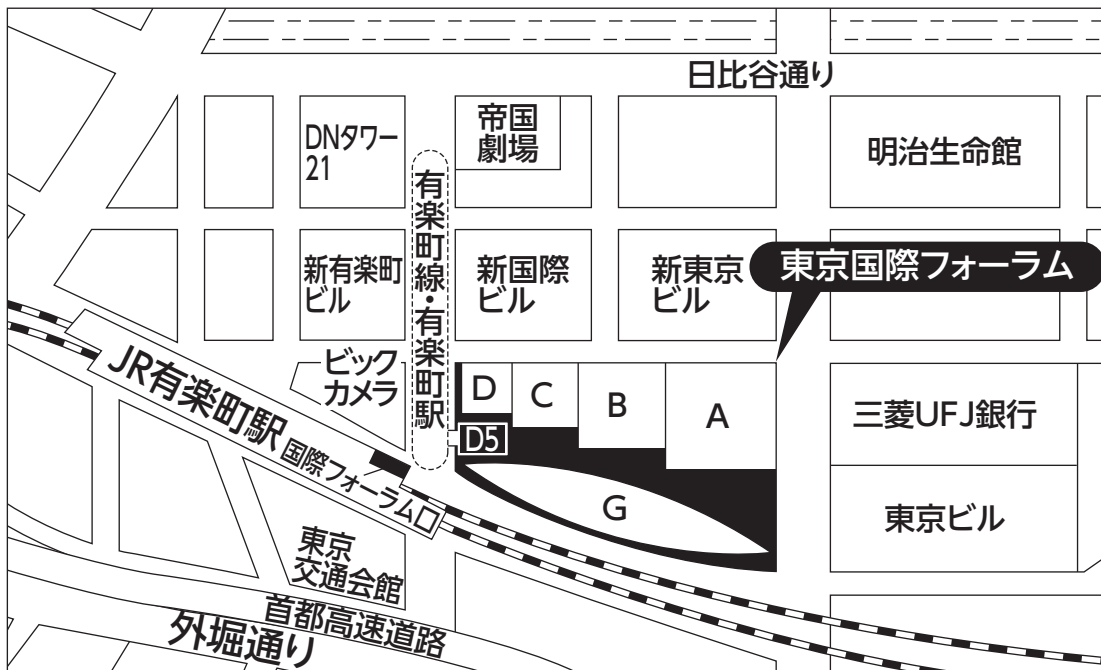 日比谷通り
DNタワー
21
帝国
劇場
明治生命館
有楽町線・有楽町駅
新有楽町
ビル
新国際
ビル
新東京
ビル
東京国際フォーラム
JR有楽町駅
国際フォーラム口
ビック
カメラ
D
C
B
A
D5
G
三菱UFJ銀行
東京ビル
東京
交通会館
首都高速道路
外堀通り